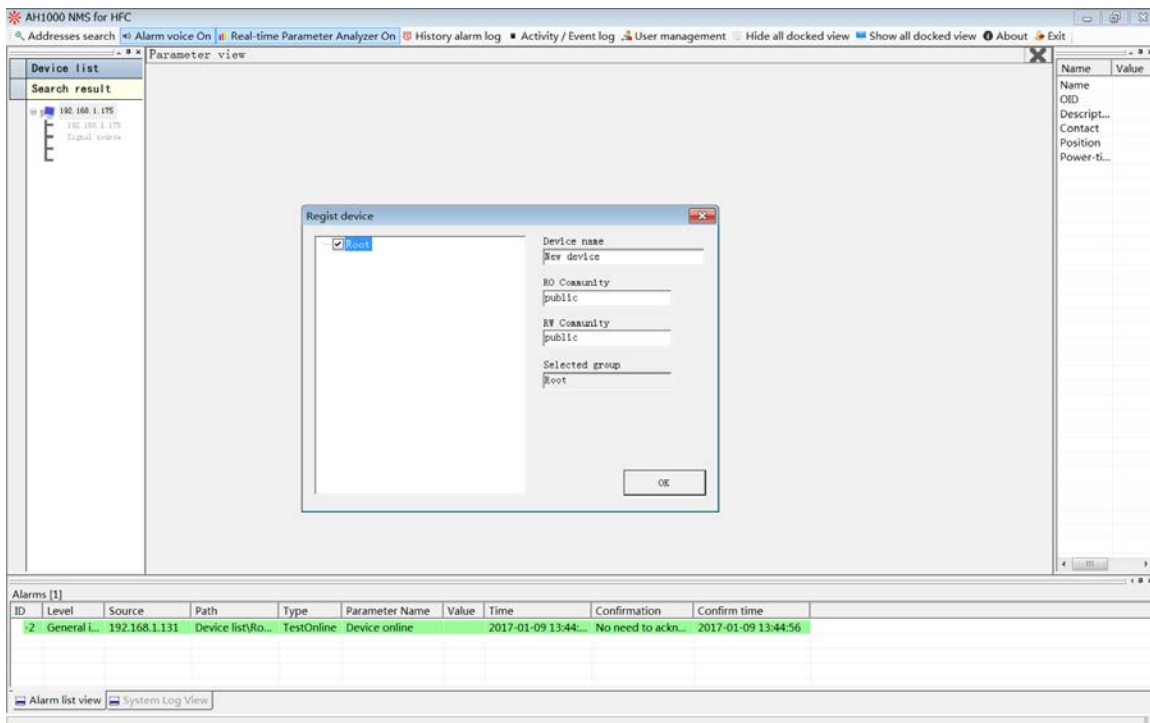 AH1000 NMS for HFC
Addresses search Alarm voice On Real-time Parameter Analyzer On History alarm log Activity / Event log User management Hide all docked view Show all docked view About Exit
Parameter view
Device list
Search result
192.168.1.175
192.168.1.175
Signal source
Name Value
Name
OID
Descript...
Contact
Position
Power-ti...
Regist device
Root
Device name
New device
RO Community
public
RW Community
public
Selected group
Root
OK
Alarms [1]
ID Level Source Path Type Parameter Name Value Time Confirmation Confirm time
-2 General i... 192.168.1.131 Device list\Ro... TestOnline Device online 2017-01-09 13:44:... No need to ackn... 2017-01-09 13:44:56
Alarm list view System Log View